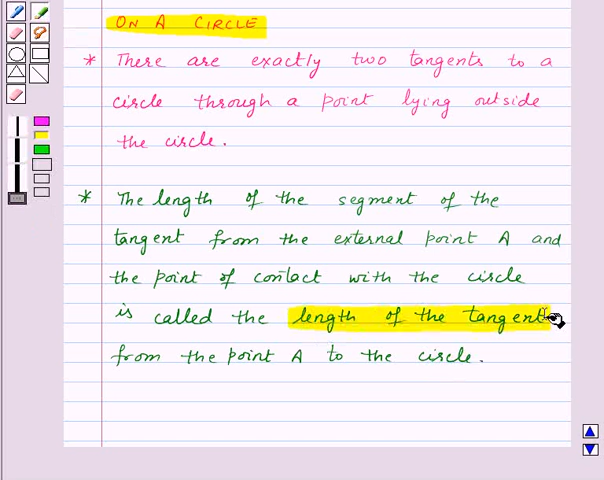 ON A CIRCLE
* There are exactly two tangents to a
circle through a point lying outside
the circle.
* The length of the segment of the
tangent from the external point A and
the point of contact with the circle
is called the length of the tangent
from the point A to the circle.